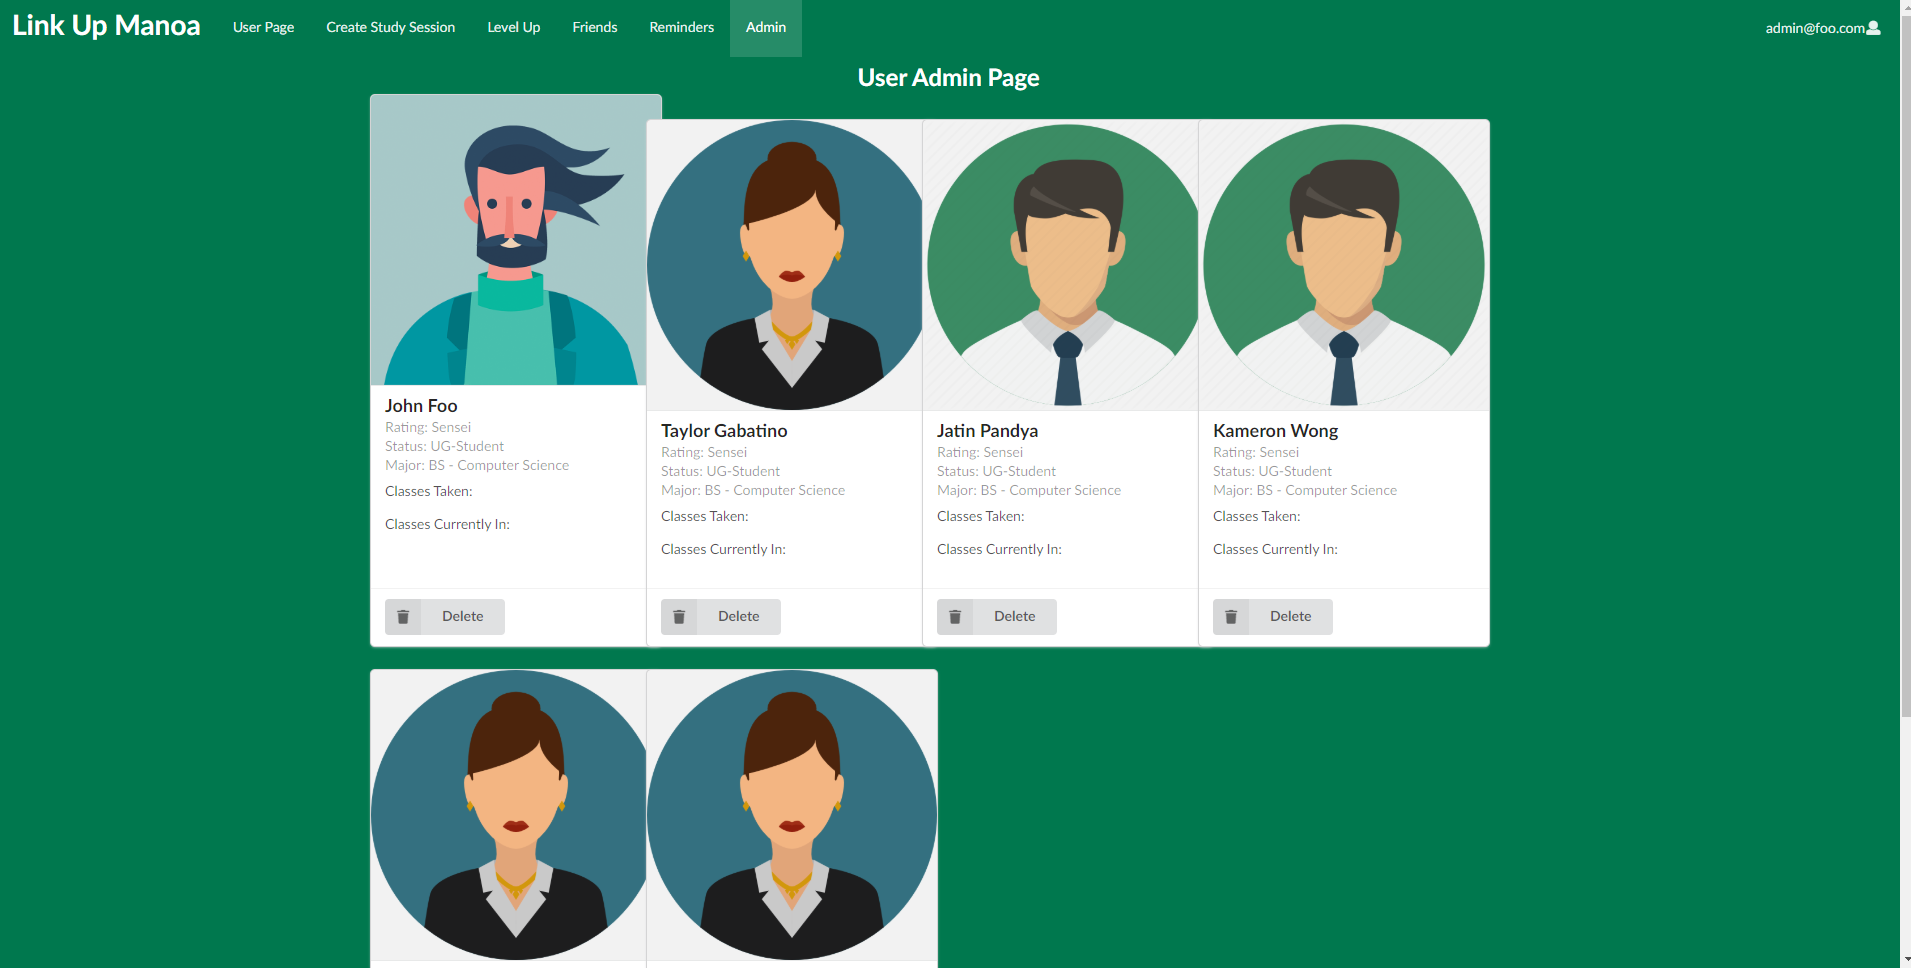 Link Up Manoa
User Page
Create Study Session
Level Up
Friends
Reminders
Admin
admin@foo.com
User Admin Page
John Foo
Rating: Sensei
Status: UG-Student
Major: BS - Computer Science
Classes Taken:
Classes Currently In:
Delete
Taylor Gabatino
Rating: Sensei
Status: UG-Student
Major: BS - Computer Science
Classes Taken:
Classes Currently In:
Delete
Jatin Pandya
Rating: Sensei
Status: UG-Student
Major: BS - Computer Science
Classes Taken:
Classes Currently In:
Delete
Kameron Wong
Rating: Sensei
Status: UG-Student
Major: BS - Computer Science
Classes Taken:
Classes Currently In:
Delete